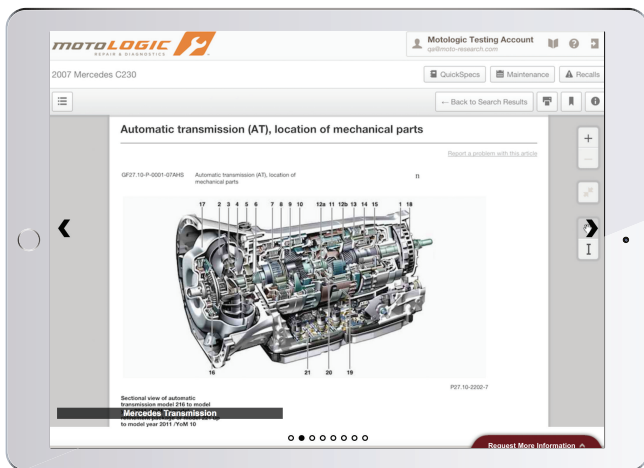 MOTOLOGIC
REPAIR & DIAGNOSTICS
Motologic Testing Account
qa@moto-research.com
2007 Mercedes C230
QuickSpecs
Maintenance
Recalls
← Back to Search Results
Automatic transmission (AT), location of mechanical parts
Report a problem with this article
GF27.10-P-0001-07AHS Automatic transmission (AT), location of
mechanical parts
n
17 2 3 4 5 6 7 8 9 10 12a 11 12b 13 14 15 1 18
16 21 20 19
P27.10-2202-7
Sectional view of automatic
transmission model 216 to model
Mercedes Transmission
to model year 2011 /YoM 10
Request More Information